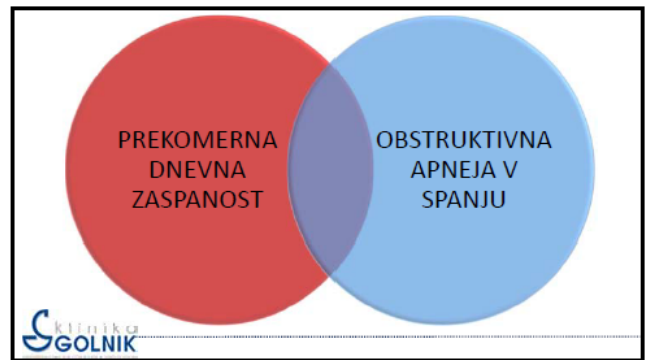 PREKOMERNA
DNEVNA
ZASPANOST
OBSTRUKTIVNA
APNEJA V
SPANJU
klinika
GOLNIK